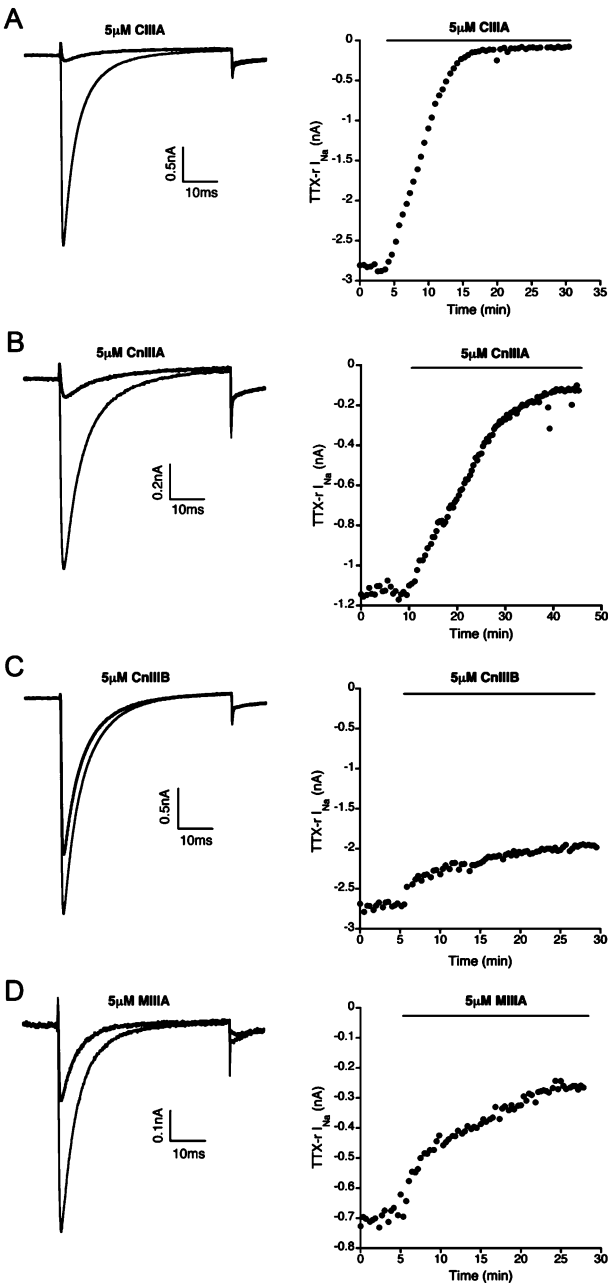 A
5µM CIIIA
0.5nA
10ms
5µM CIIIA
TTX-r INa (nA)
0
-0.5
-1
-1.5
-2
-2.5
-3
0 5 10 15 20 25 30 35
Time (min)
B
5µM CnIIIA
0.2nA
10ms
5µM CnIIIA
TTX-r INa (nA)
0
-0.2
-0.4
-0.6
-0.8
-1
-1.2
0 10 20 30 40 50
Time (min)
C
5µM CnIIIB
0.5nA
10ms
5µM CnIIIB
TTX-r INa (nA)
0
-0.5
-1
-1.5
-2
-2.5
-3
0 5 10 15 20 25 30
Time (min)
D
5µM MIIIA
0.1nA
10ms
5µM MIIIA
TTX-r INa (nA)
0
-0.1
-0.2
-0.3
-0.4
-0.5
-0.6
-0.7
-0.8
0 5 10 15 20 25 30
Time (min)